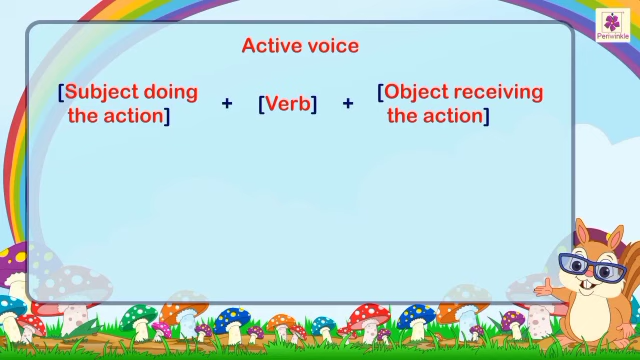 Periwinkle
Active voice
[Subject doing the action] + [Verb] + [Object receiving the action]